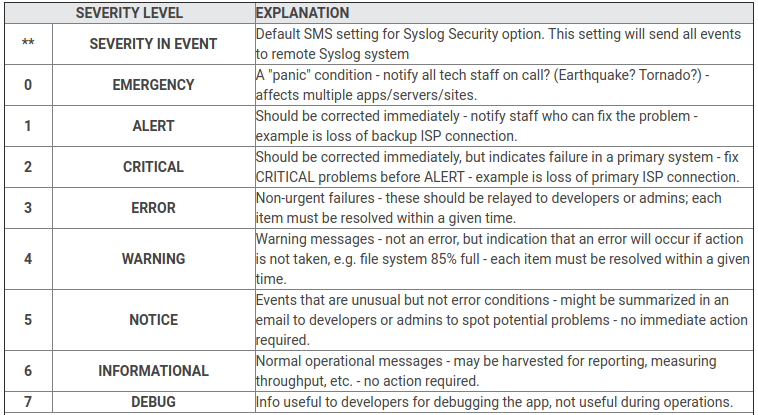 SEVERITY LEVEL EXPLANATION
** SEVERITY IN EVENT Default SMS setting for Syslog Security option. This setting will send all events
to remote Syslog system
0 EMERGENCY A "panic" condition - notify all tech staff on call? (Earthquake? Tornado?) -
affects multiple apps/servers/sites.
1 ALERT Should be corrected immediately - notify staff who can fix the problem -
example is loss of backup ISP connection.
2 CRITICAL Should be corrected immediately, but indicates failure in a primary system - fix
CRITICAL problems before ALERT - example is loss of primary ISP connection.
3 ERROR Non-urgent failures - these should be relayed to developers or admins; each
item must be resolved within a given time.
4 WARNING Warning messages - not an error, but indication that an error will occur if action
is not taken, e.g. file system 85% full - each item must be resolved within a given
time.
5 NOTICE Events that are unusual but not error conditions - might be summarized in an
email to developers or admins to spot potential problems - no immediate action
required.
6 INFORMATIONAL Normal operational messages - may be harvested for reporting, measuring
throughput, etc. - no action required.
7 DEBUG Info useful to developers for debugging the app, not useful during operations.